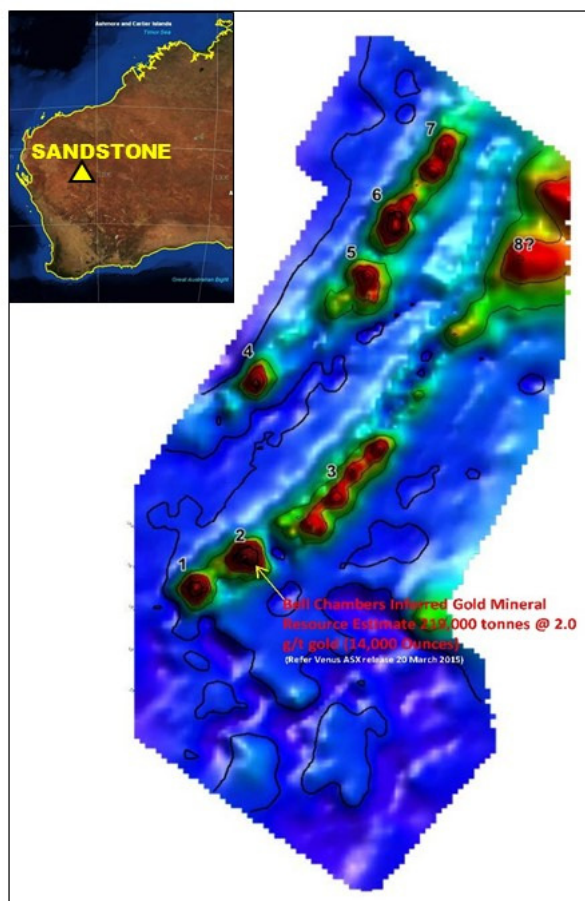 Ashmore and Cartier Islands
Timor Sea
SANDSTONE
Great Australian Bight
7
6
8?
5
4
3
2
1
Bell Chambers Inferred Gold Mineral
Resource Estimate 219,000 tonnes @ 2.0
g/t gold (14,000 Ounces)
(Refer Venus ASX release 20 March 2015)